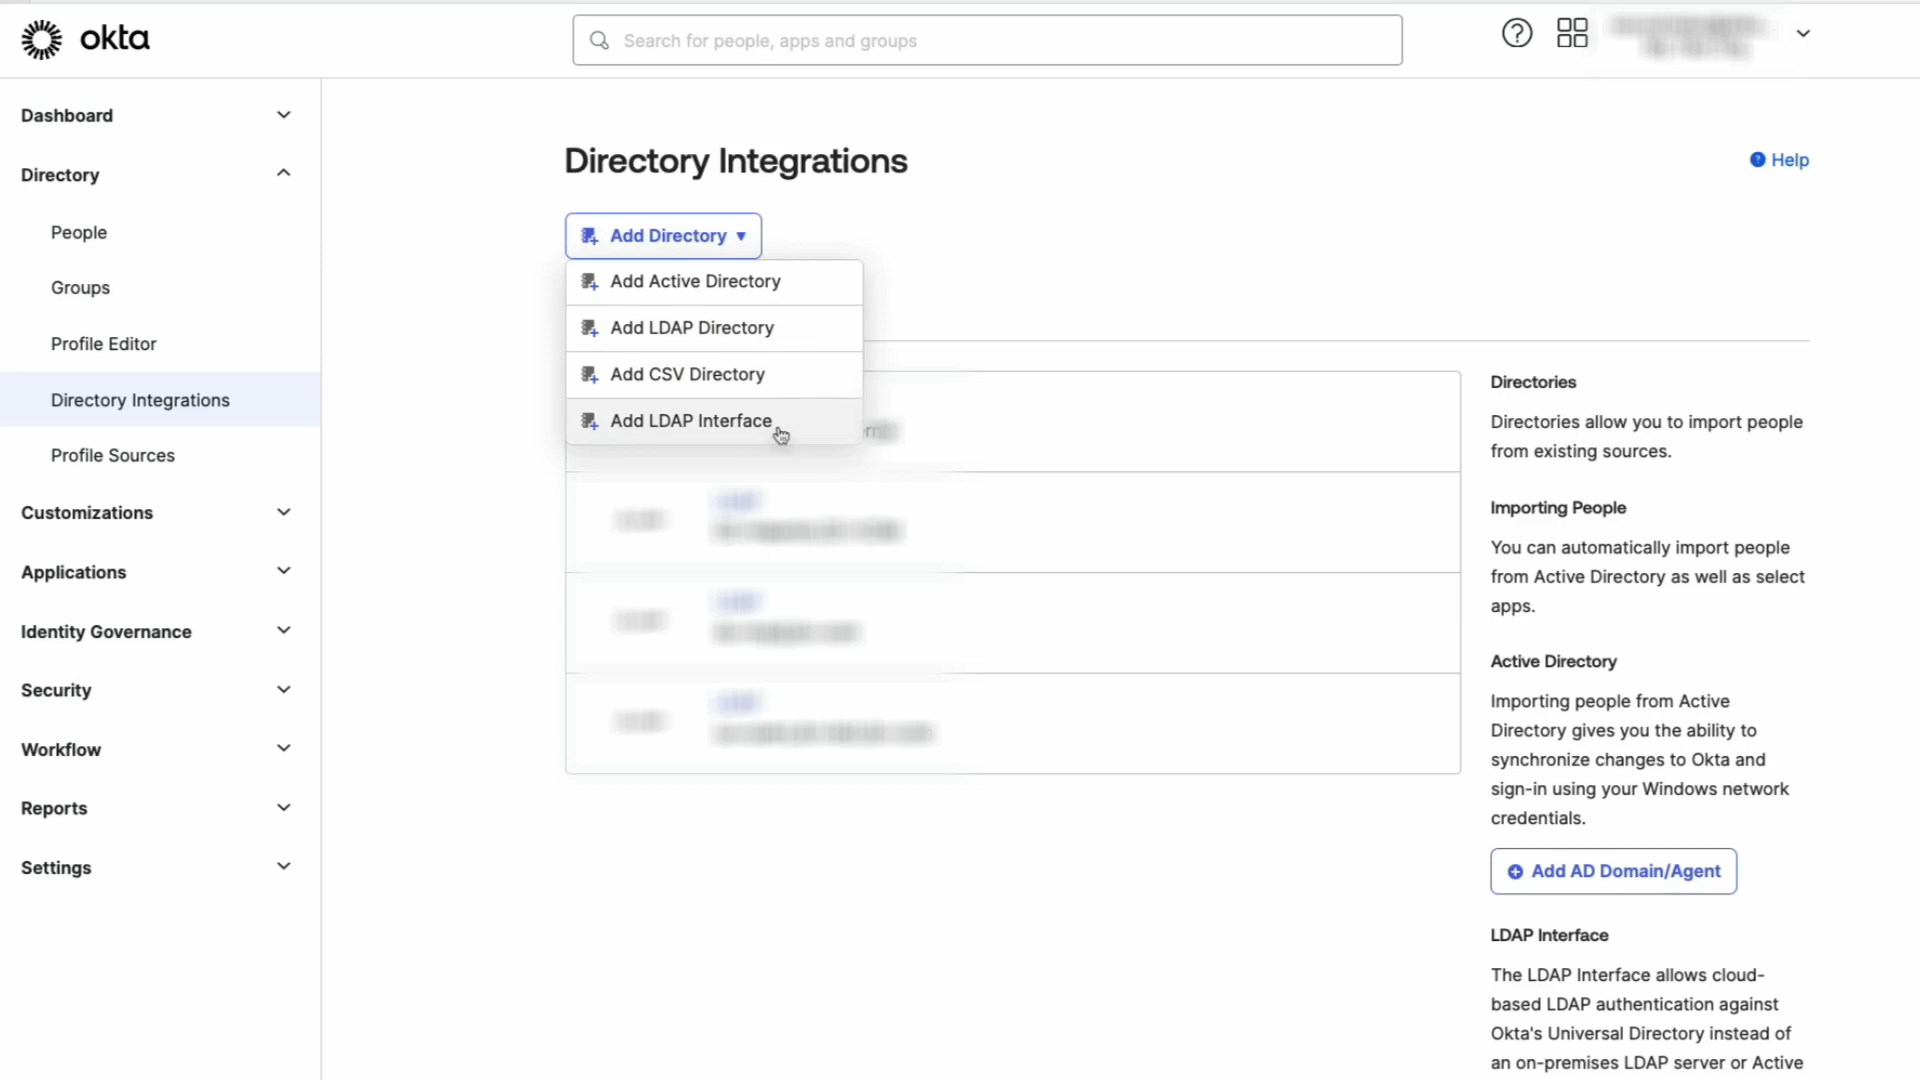 okta
Search for people, apps and groups
Dashboard
Directory
People
Groups
Profile Editor
Directory Integrations
Profile Sources
Customizations
Applications
Identity Governance
Security
Workflow
Reports
Settings
Directory Integrations
Help
Add Directory
Add Active Directory
Add LDAP Directory
Add CSV Directory
Add LDAP Interface
Directories
Directories allow you to import people
from existing sources.
Importing People
You can automatically import people
from Active Directory as well as select
apps.
Active Directory
Importing people from Active
Directory gives you the ability to
synchronize changes to Okta and
sign-in using your Windows network
credentials.
Add AD Domain/Agent
LDAP Interface
The LDAP Interface allows cloud-
based LDAP authentication against
Okta's Universal Directory instead of
an on-premises LDAP server or Active